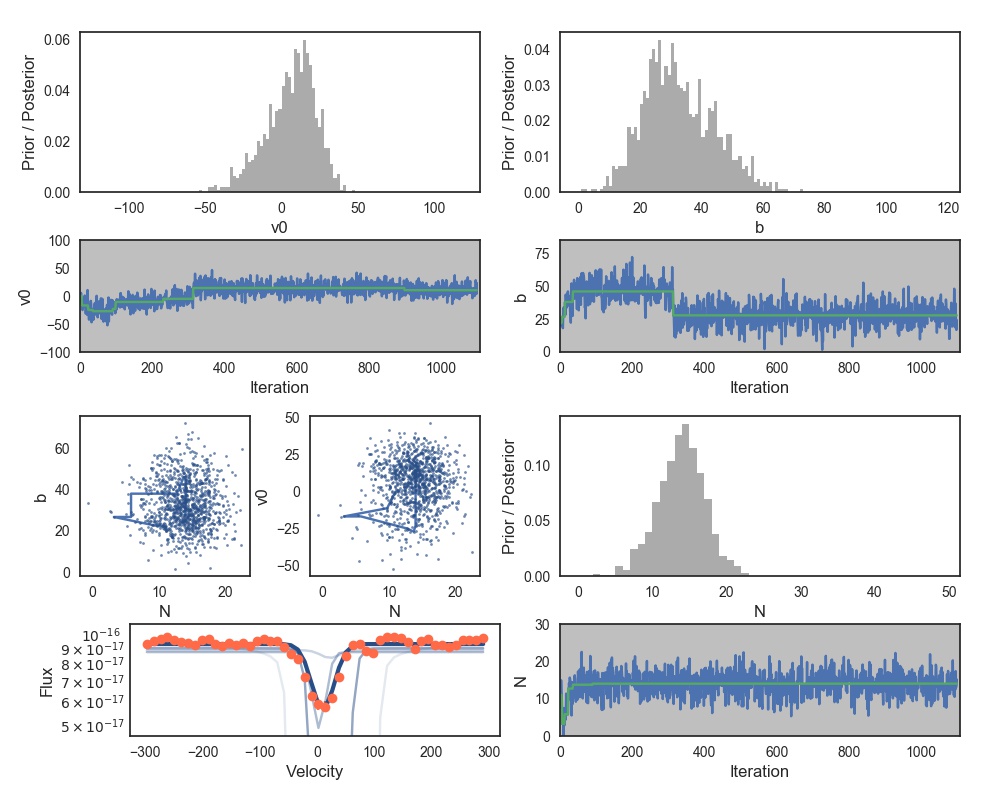 0.06
0.04
0.02
0.00
Prior / Posterior
−100 −50 0 50 100
v0
0.04
0.03
0.02
0.01
0.00
Prior / Posterior
0 20 40 60 80 100 120
b
100
50
0
−50
−100
v0
0 200 400 600 800 1000
Iteration
75
50
25
0
b
0 200 400 600 800 1000
Iteration
60
40
20
0
b
0 10 20
N
50
25
0
−25
−50
v0
0 10 20
N
0.10
0.05
0.00
Prior / Posterior
0 10 20 30 40 50
N
10⁻¹⁶
9 × 10⁻¹⁷
8 × 10⁻¹⁷
7 × 10⁻¹⁷
6 × 10⁻¹⁷
5 × 10⁻¹⁷
Flux
−300 −200 −100 0 100 200 300
Velocity
30
20
10
0
N
0 200 400 600 800 1000
Iteration